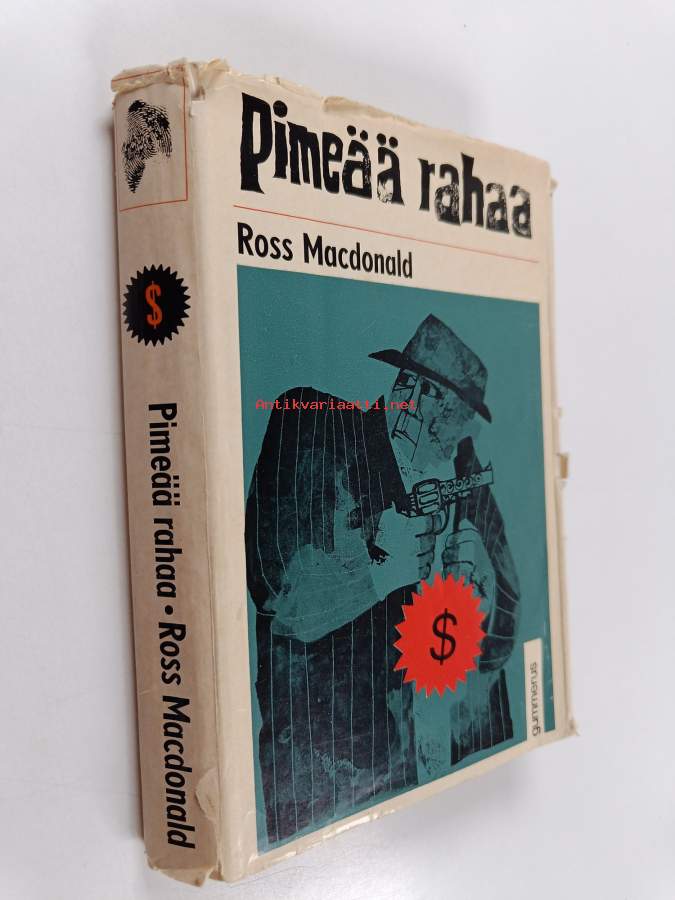 Pimeää rahaa
Ross Macdonald
Antikvariaatti.net
$
gummerus
$
Pimeää rahaa • Ross Macdonald